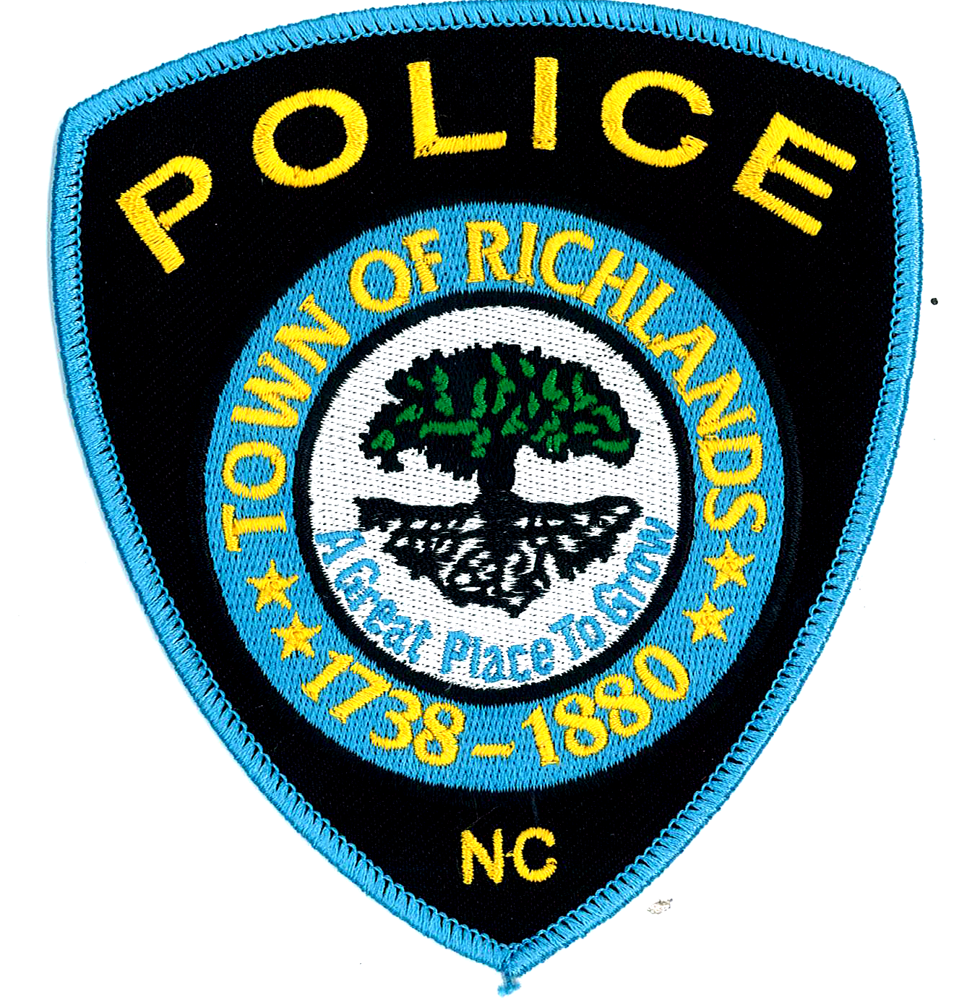 POLICE
TOWN OF RICHLANDS
A Great Place To Grow
1738-1880
NC